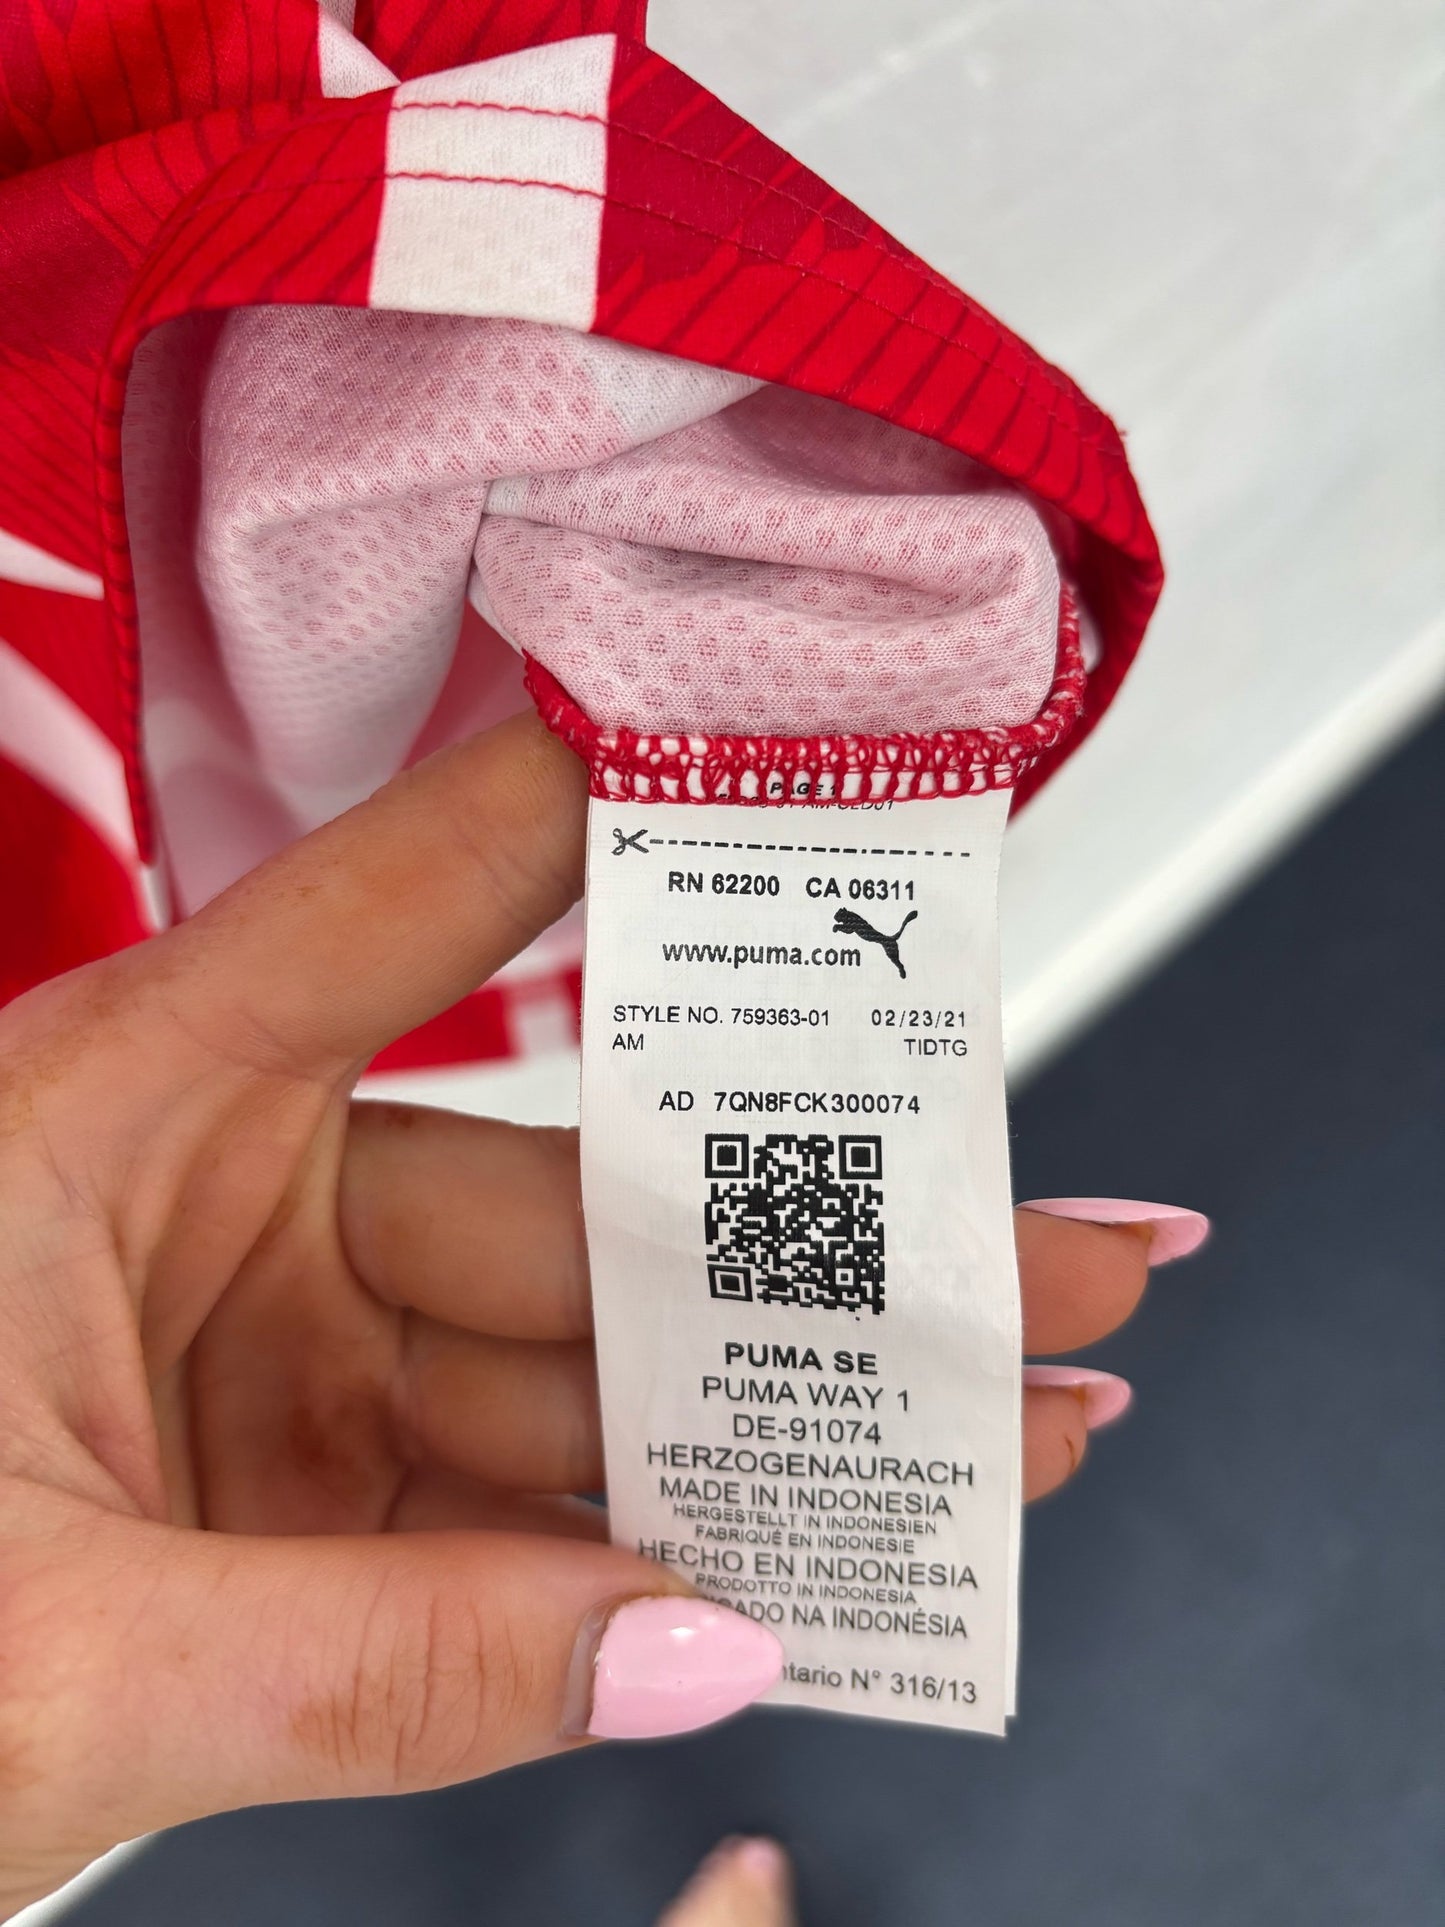 PAGE 1
RN 62200 CA 06311
www.puma.com
STYLE NO. 759363-01 02/23/21
AM TIDTG
AD 7QN8FCK300074
PUMA SE
PUMA WAY 1
DE-91074
HERZOGENAURACH
MADE IN INDONESIA
HERGESTELLT IN INDONESIEN
FABRIQUÉ EN INDONESIE
HECHO EN INDONESIA
PRODOTTO IN INDONESIA
NA INDONÉSIA
N° 316/13